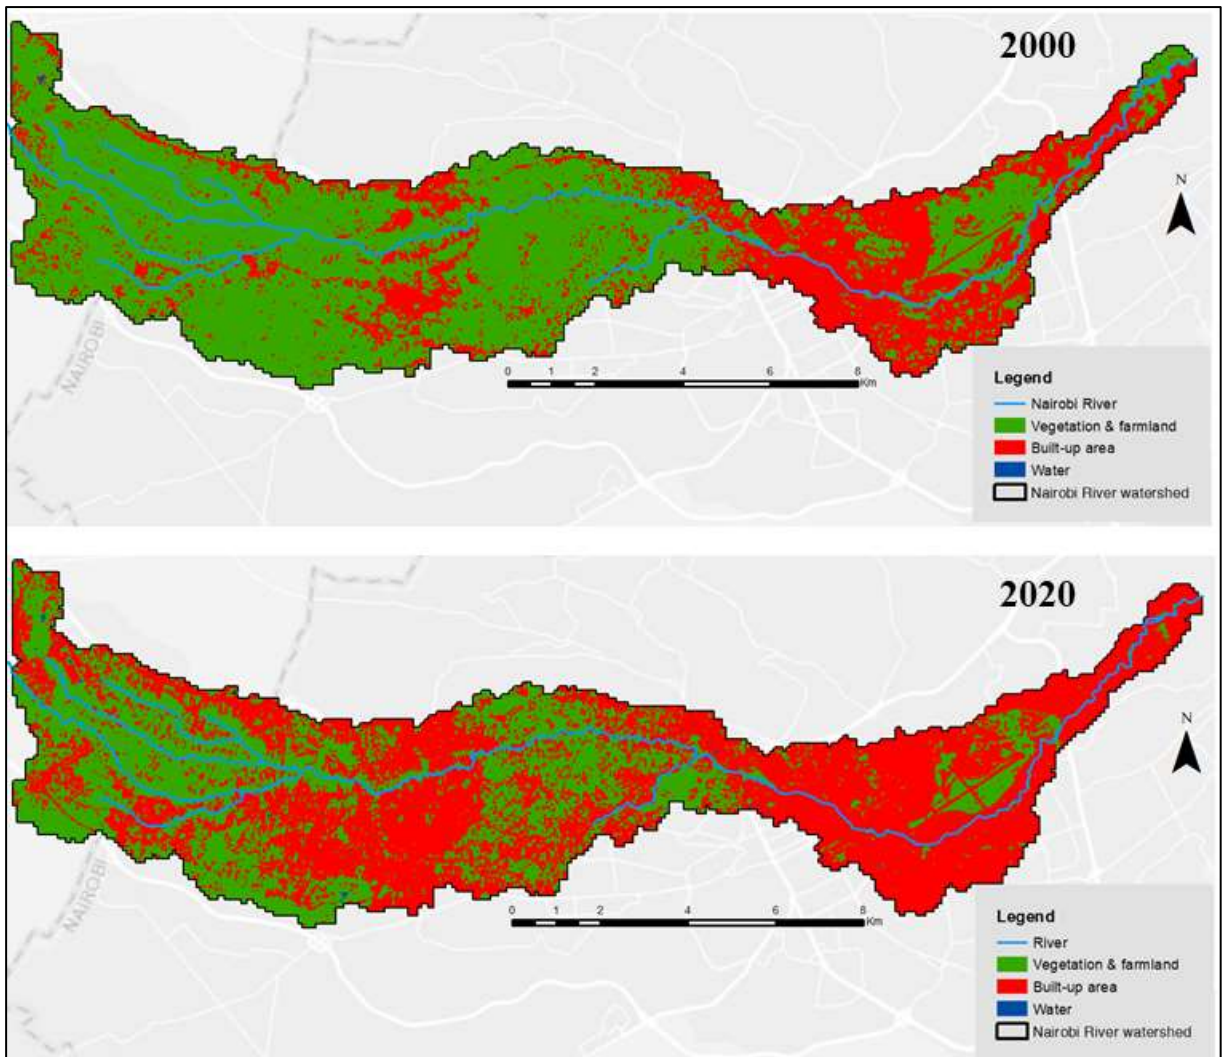 2000
N
NAIROBI
0 1 2 4 6 8
Km
Legend
Nairobi River
Vegetation & farmland
Built-up area
Water
Nairobi River watershed
2020
N
NAIROBI
0 1 2 4 6 8
Km
Legend
River
Vegetation & farmland
Built-up area
Water
Nairobi River watershed